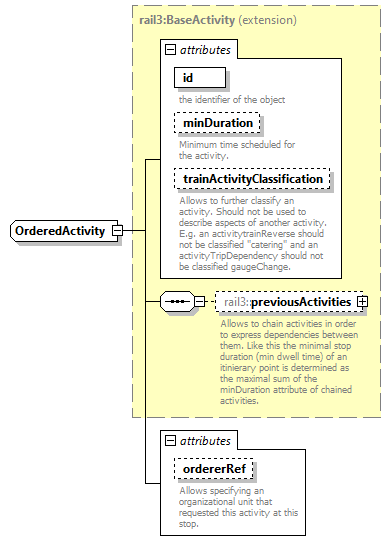 rail3:BaseActivity (extension)
attributes
id
the identifier of the object
minDuration
Minimum time scheduled for
the activity.
trainActivityClassification
Allows to further classify an
activity. Should not be used to
describe aspects of another activity.
E.g. an activitytrainReverse should
not be classified "catering" and an
activityTripDependency should not
be classified gaugeChange.
OrderedActivity
rail3::previousActivities
Allows to chain activities in order
to express dependencies between
them. Like this the minimal stop
duration (min dwell time) of an
itinierary point is determined as
the maximal sum of the
minDuration attribute of chained
activities.
attributes
ordererRef
Allows specifying an
organizational unit that
requested this activity at this
stop.